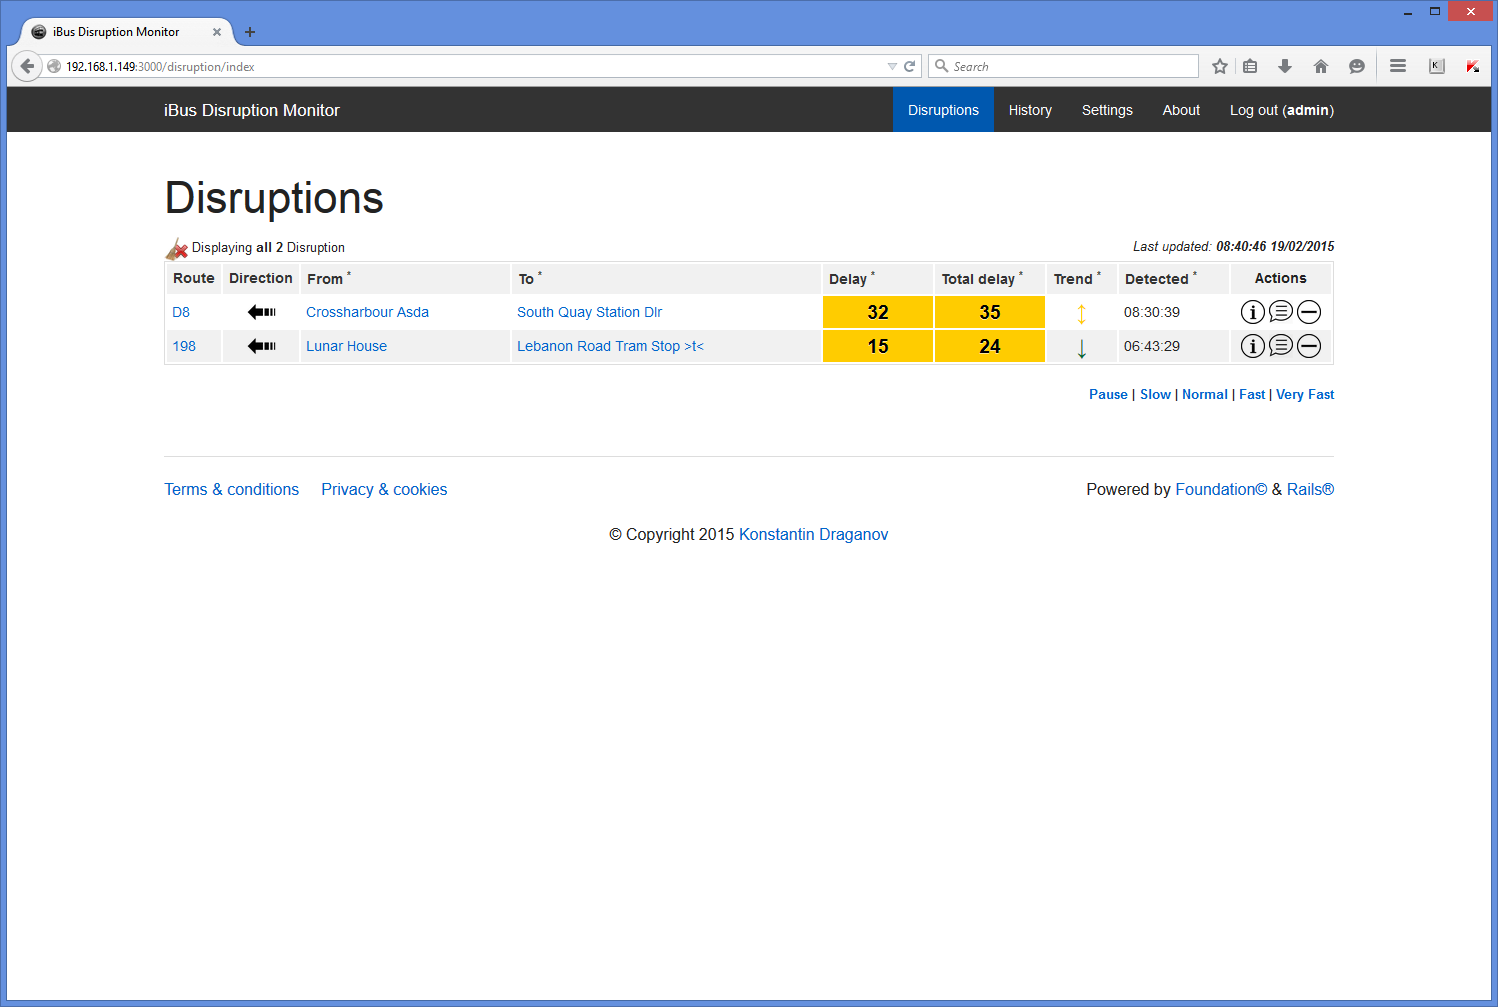 iBus Disruption Monitor
192.168.1.149:3000/disruption/index
Search
iBus Disruption Monitor Disruptions History Settings About Log out (admin)
Disruptions
Displaying all 2 Disruption Last updated: 08:40:46 19/02/2015
Route Direction From * To * Delay * Total delay * Trend * Detected * Actions
D8 Crossharbour Asda South Quay Station Dlr 32 35 08:30:39
198 Lunar House Lebanon Road Tram Stop >t< 15 24 06:43:29
Pause | Slow | Normal | Fast | Very Fast
Terms & conditions Privacy & cookies Powered by Foundation© & Rails®
© Copyright 2015 Konstantin Draganov